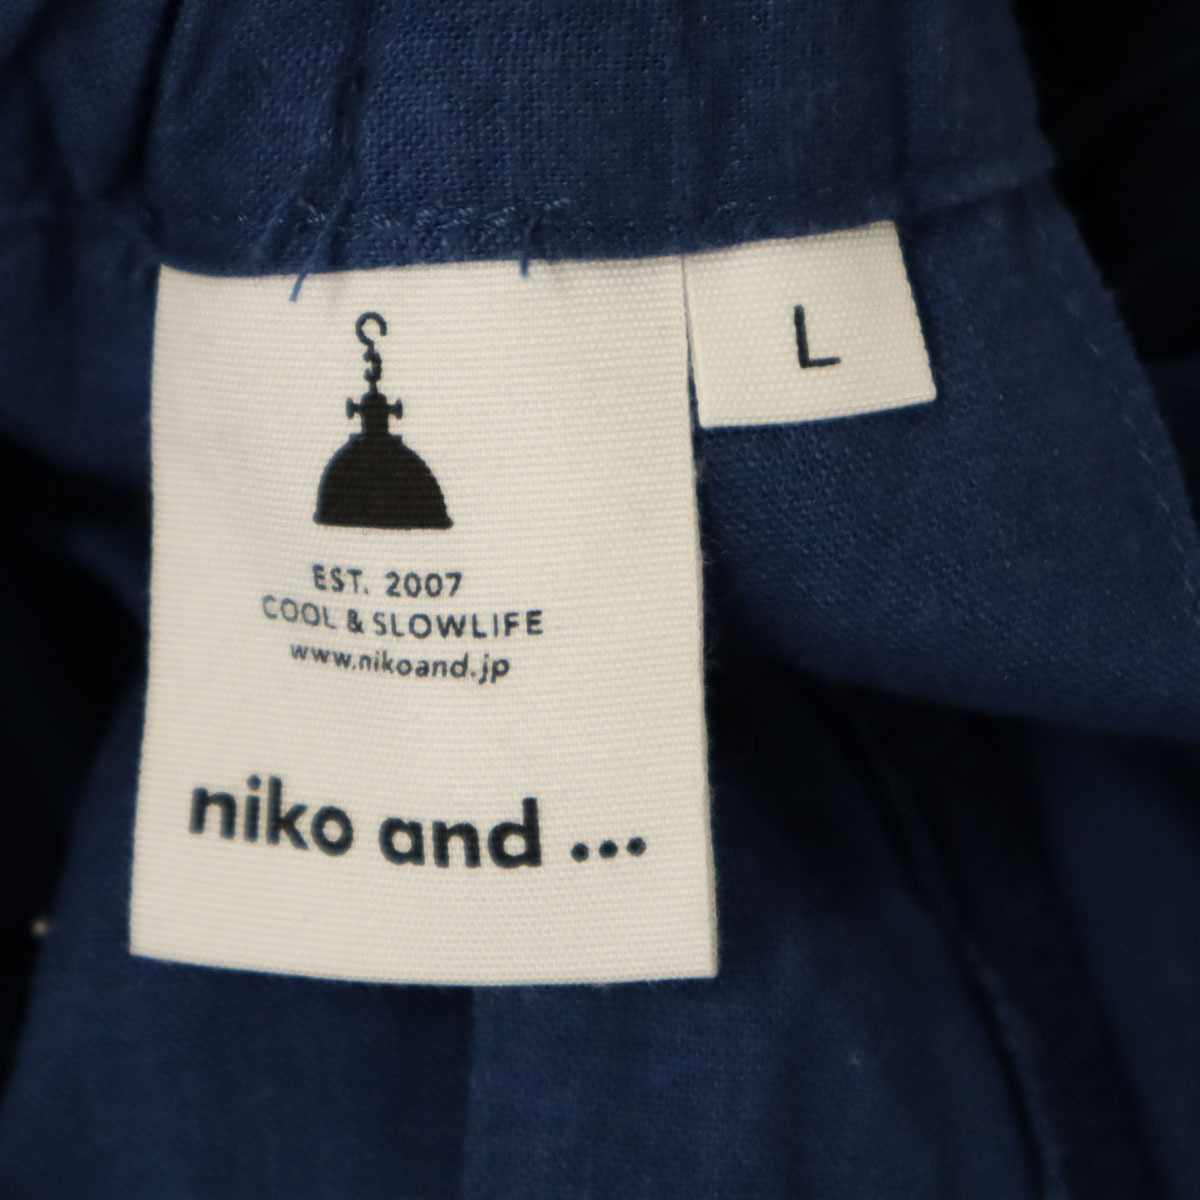 L
EST. 2007
COOL & SLOWLIFE
www.nikoand.jp
niko and ...